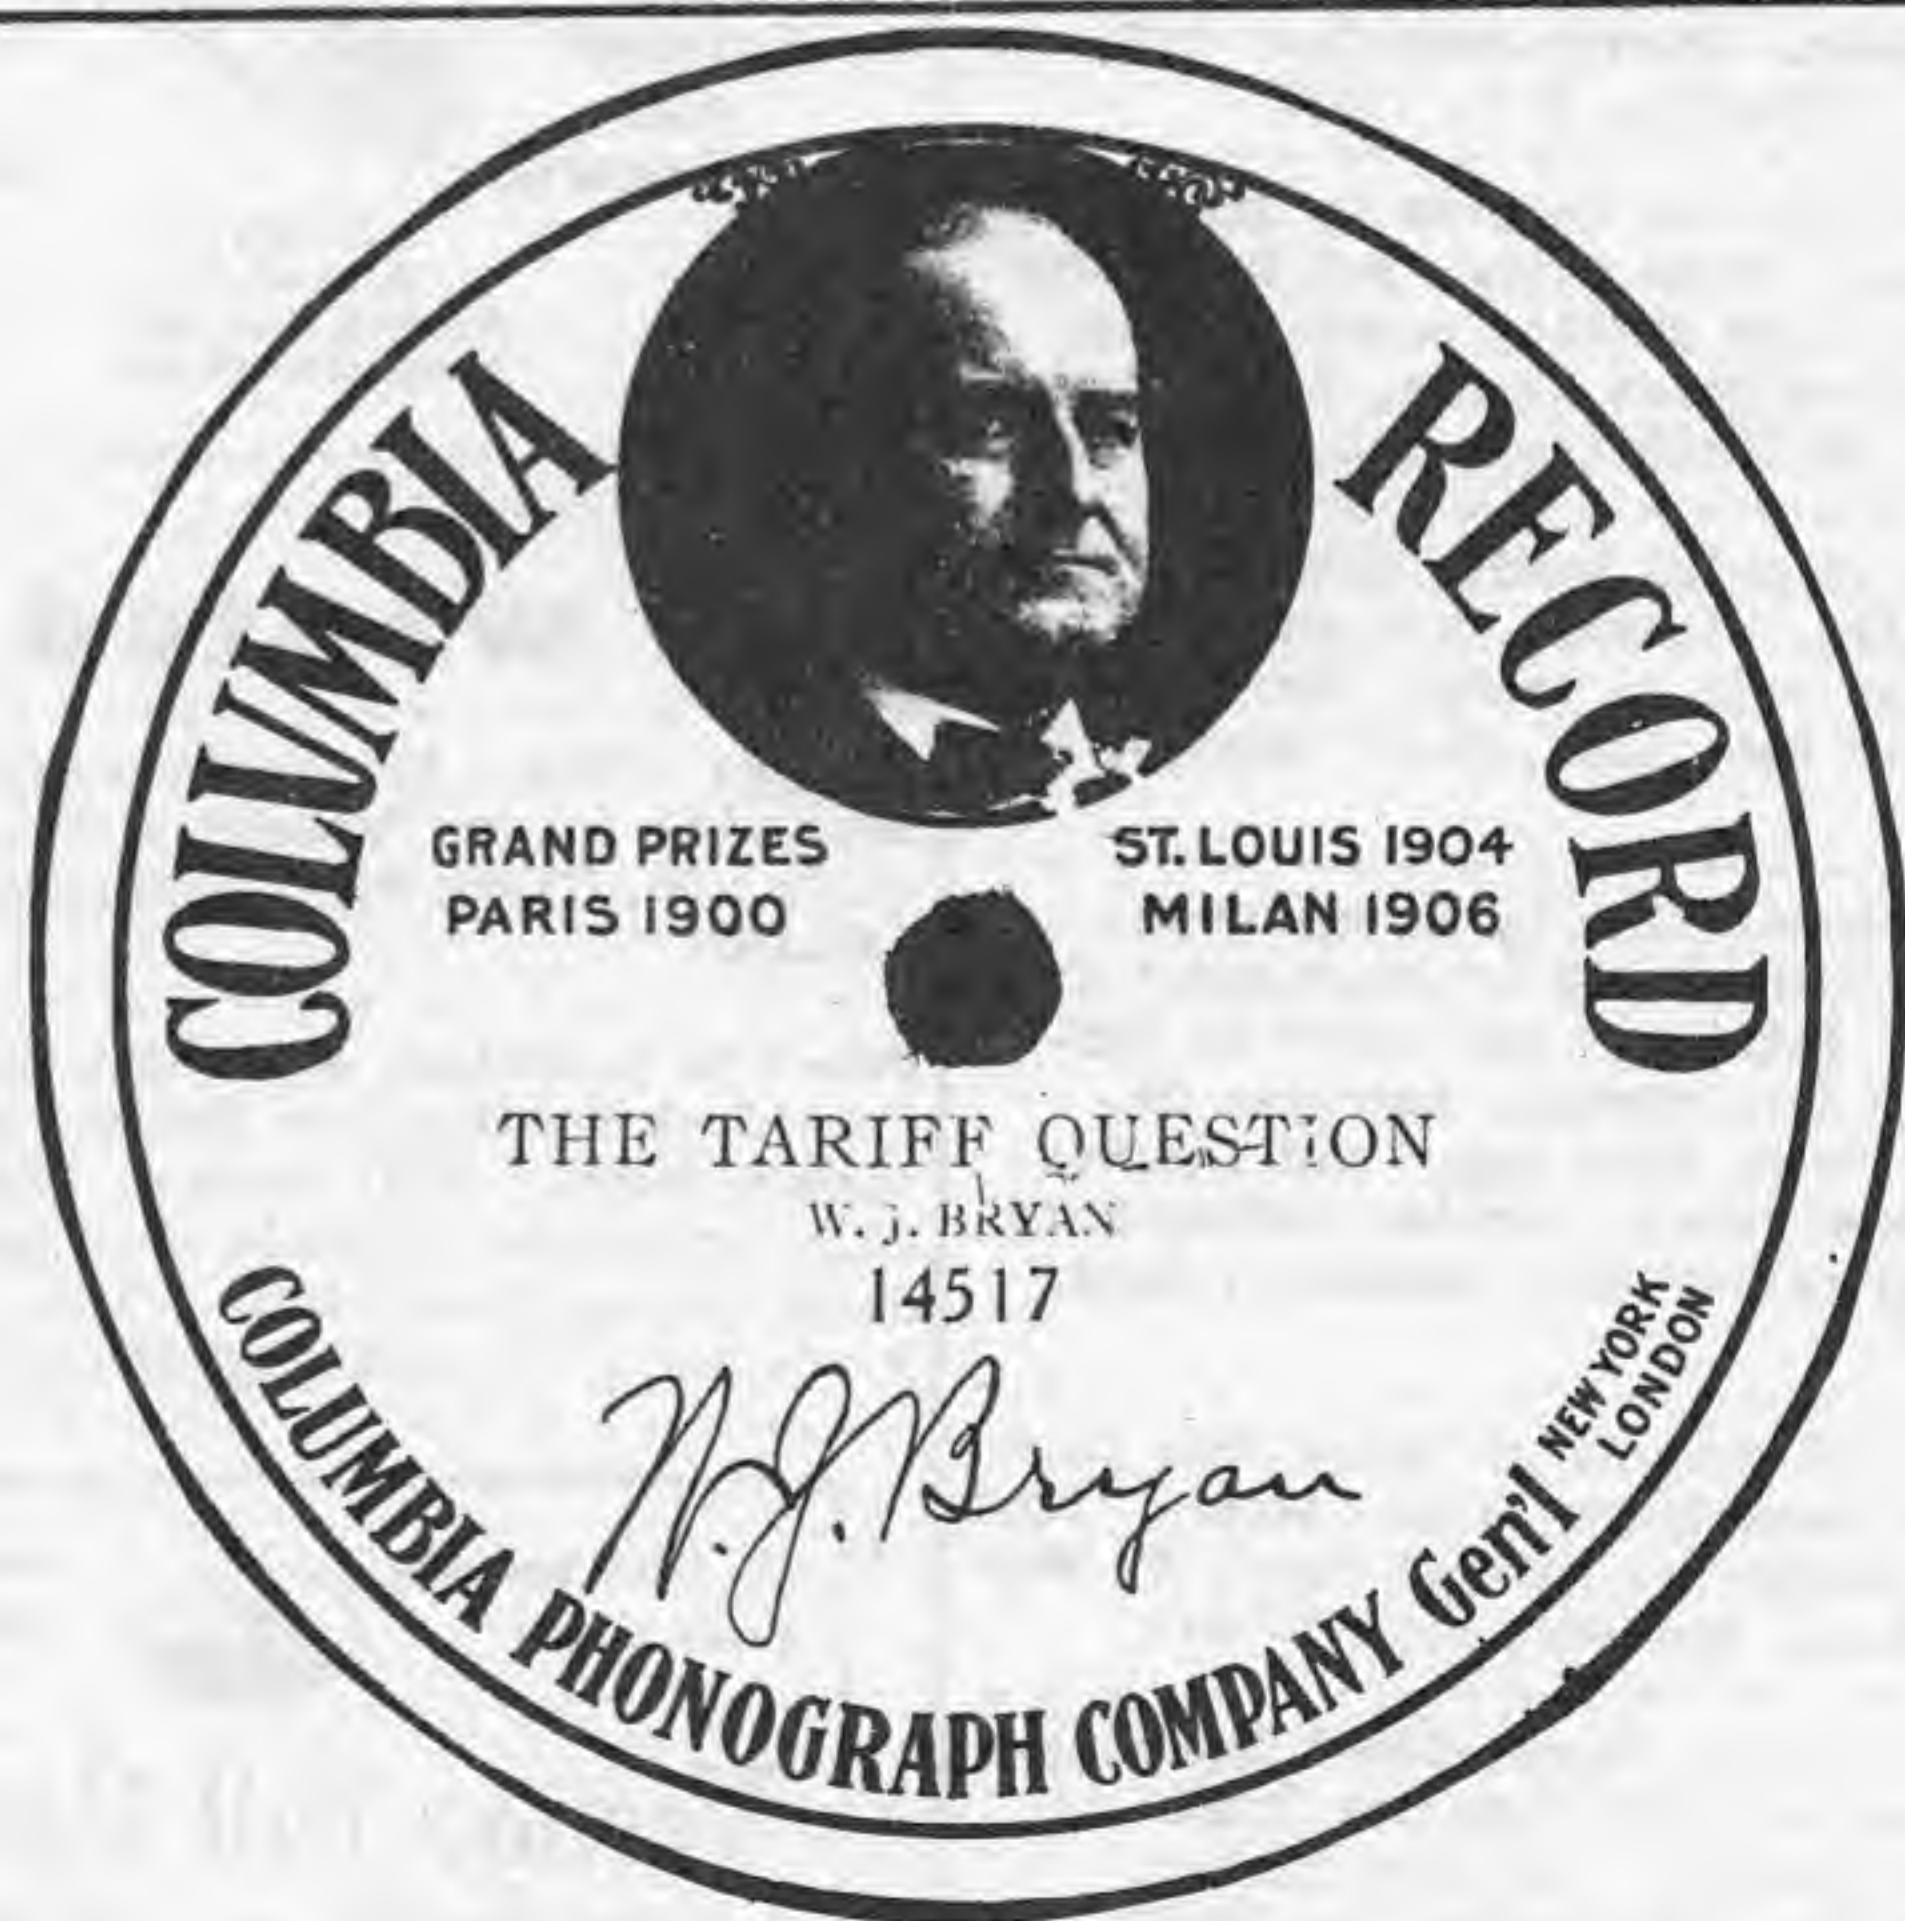 COLUMBIA RECORD
GRAND PRIZES
PARIS 1900
ST. LOUIS 1904
MILAN 1906
THE TARIFF QUESTION
W. J. BRYAN
14517
W. J. Bryan
COLUMBIA PHONOGRAPH COMPANY Gen'l
NEW YORK
LONDON